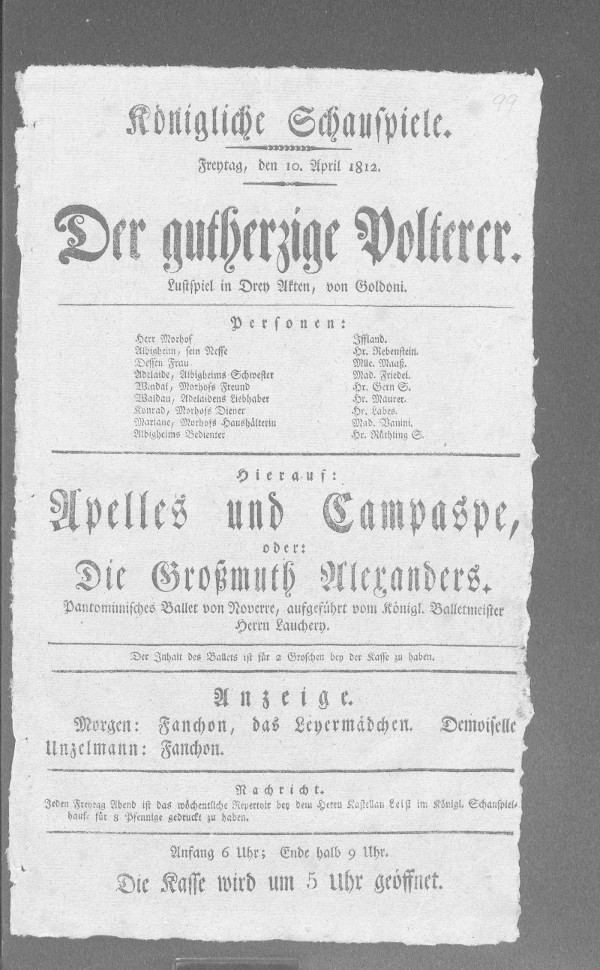 99
Königliche Schauspiele.
Freytag, den 10. April 1812.
Der gutherzige Polterer.
Lustspiel in Drey Akten, von Goldoni.
Personen:
Herr Morhof Iffland.
Albigheim, sein Neffe Hr. Rebenstein.
Dessen Frau Mlle. Maaß.
Adelaide, Albigheims Schwester Mad. Friedel.
Wendal, Morhofs Freund Hr. Gern S.
Waldau, Adelaidens Liebhaber Hr. Maurer.
Konrad, Morhofs Diener Hr. Labes.
Mariane, Morhofs Haushälterin Mad. Vanini.
Albigheims Bedienter Hr. Rüthling S.
Hierauf:
Apelles und Campaspe,
oder:
Die Großmuth Alexanders.
Pantomimisches Ballet von Noverre, aufgeführt vom Königl. Balletmeister
Herrn Lauchery.
Der Inhalt des Ballets ist für 2 Groschen bey der Kasse zu haben.
Anzeige.
Morgen: Fanchon, das Leyermädchen. Demoiselle
Unzelmann: Fanchon.
Nachricht.
Jeden Freytag Abend ist das wöchentliche Repertoir bey dem Herrn Kastellan Leist im Königl. Schauspiel-
hause für 8 Pfennige gedruckt zu haben.
Anfang 6 Uhr; Ende halb 9 Uhr.
Die Kasse wird um 5 Uhr geöffnet.